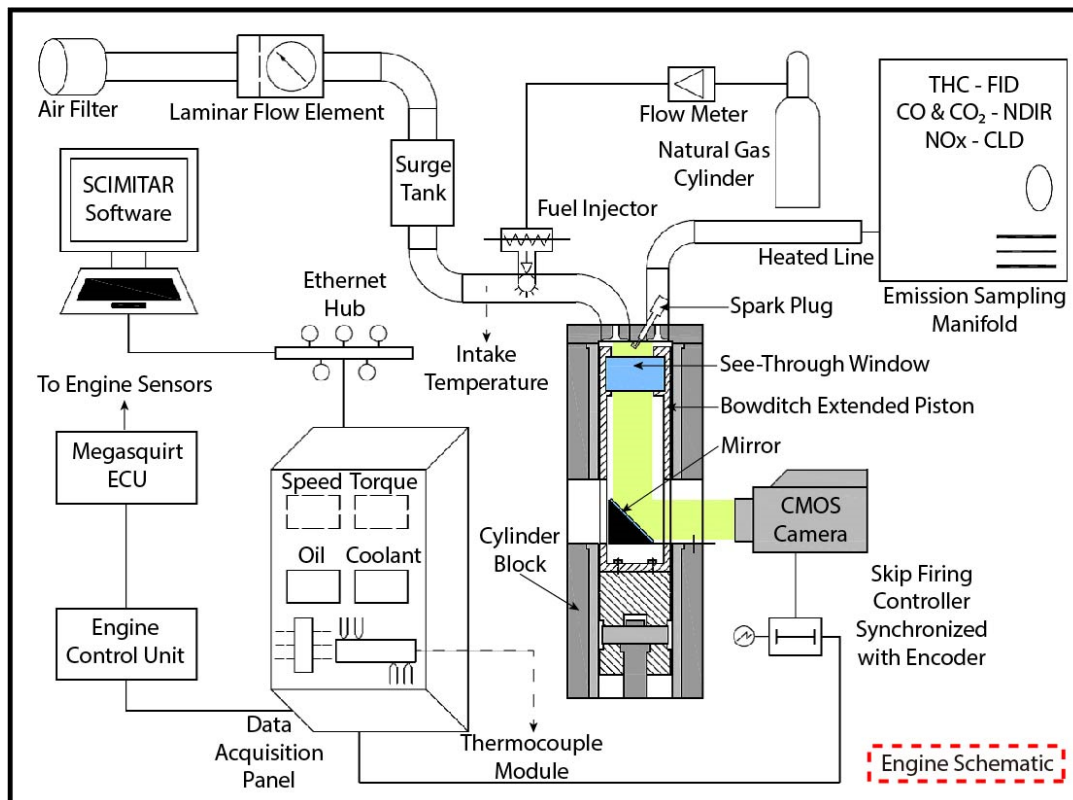 Air Filter
Laminar Flow Element
Flow Meter
Natural Gas
Cylinder
THC - FID
CO & CO₂ - NDIR
NOx - CLD
Surge
Tank
SCIMITAR
Software
Fuel Injector
Heated Line
Emission Sampling
Manifold
Ethernet
Hub
Intake
Temperature
Spark Plug
See-Through Window
Bowditch Extended Piston
Mirror
To Engine Sensors
Megasquirt
ECU
Speed Torque
Oil Coolant
CMOS
Camera
Cylinder
Block
Skip Firing
Controller
Synchronized
with Encoder
Engine
Control Unit
Data
Acquisition
Panel
Thermocouple
Module
Engine Schematic